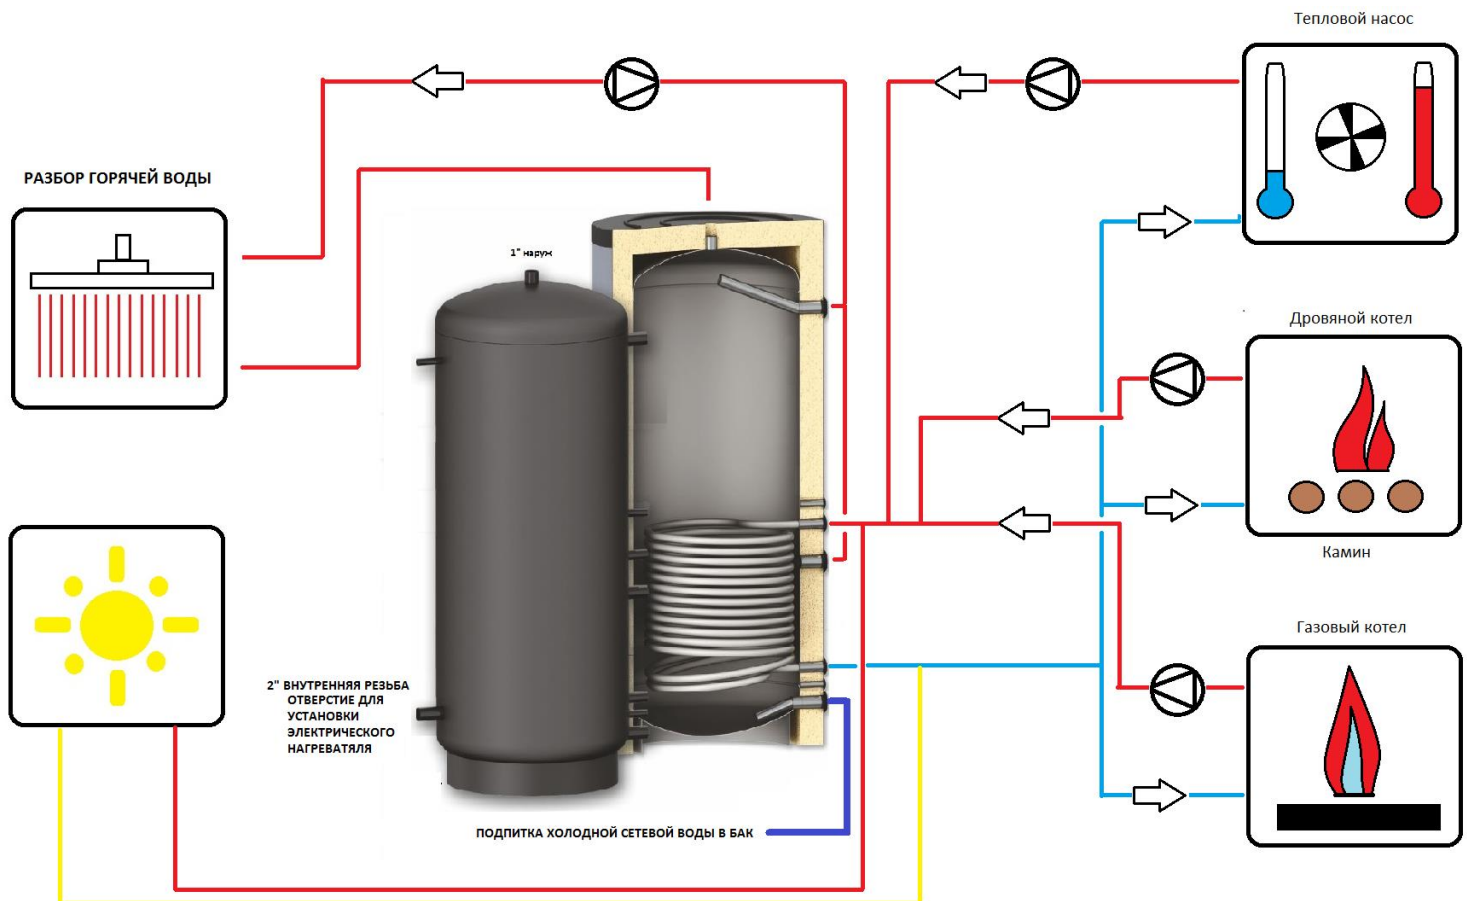 Тепловой насос
РАЗБОР ГОРЯЧЕЙ ВОДЫ
1" наруж
Дровяной котел
Камин
Газовый котел
2" ВНУТРЕННЯЯ РЕЗЬБА
ОТВЕРСТИЕ ДЛЯ
УСТАНОВКИ
ЭЛЕКТРИЧЕСКОГО
НАГРЕВАТЯЛЯ
ПОДПИТКА ХОЛОДНОЙ СЕТЕВОЙ ВОДЫ В БАК